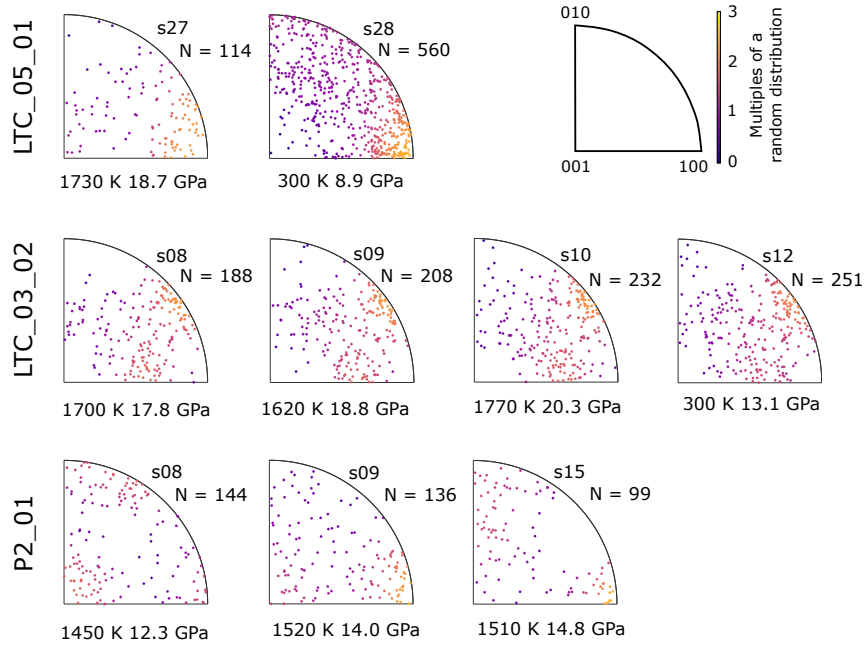 LTC_05_01
s27
N = 114
1730 K 18.7 GPa
s28
N = 560
300 K 8.9 GPa
010
001
100
3
2
1
0
Multiples of a
random distribution
LTC_03_02
s08
N = 188
1700 K 17.8 GPa
s09
N = 208
1620 K 18.8 GPa
s10
N = 232
1770 K 20.3 GPa
s12
N = 251
300 K 13.1 GPa
P2_01
s08
N = 144
1450 K 12.3 GPa
s09
N = 136
1520 K 14.0 GPa
s15
N = 99
1510 K 14.8 GPa